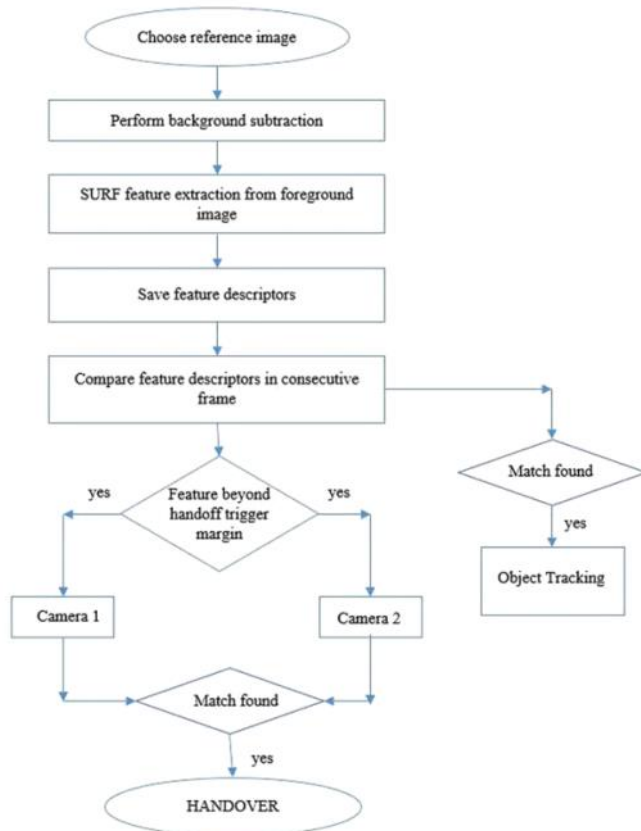 Choose reference image
Perform background subtraction
SURF feature extraction from foreground
image
Save feature descriptors
Compare feature descriptors in consecutive
frame
Match found
yes
Object Tracking
yes
Feature beyond
handoff trigger
margin
yes
Camera 1
Camera 2
Match found
yes
HANDOVER